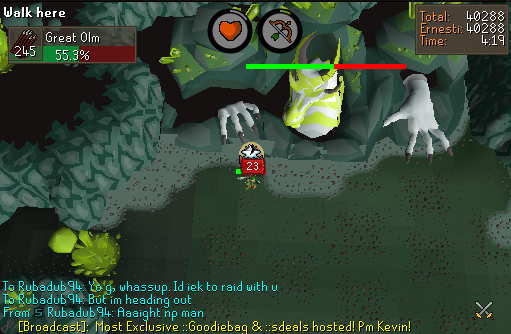 Walk here
Total: 40288
Ernesti: 40288
Time: 4:19
Great Olm
245 55.3%
23
To Rubadub94: Yo g, whassup. Id iek to raid with u
To Rubadub94: But im heading out
From Rubadub94: Aaaight np man
[Broadcast]: Most Exclusive ::Goodiebag & ::sdeals hosted! Pm Kevin!